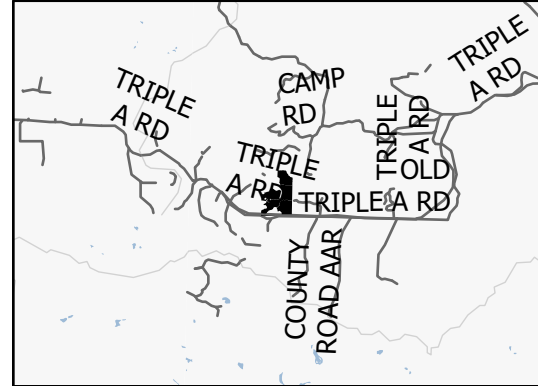 TRIPLE
A RD
CAMP
RD
TRIPLE
A RD
TRIPLE
A RD
TRIPLE
A RD
OLD
TRIPLE A RD
COUNTY
ROAD AAR